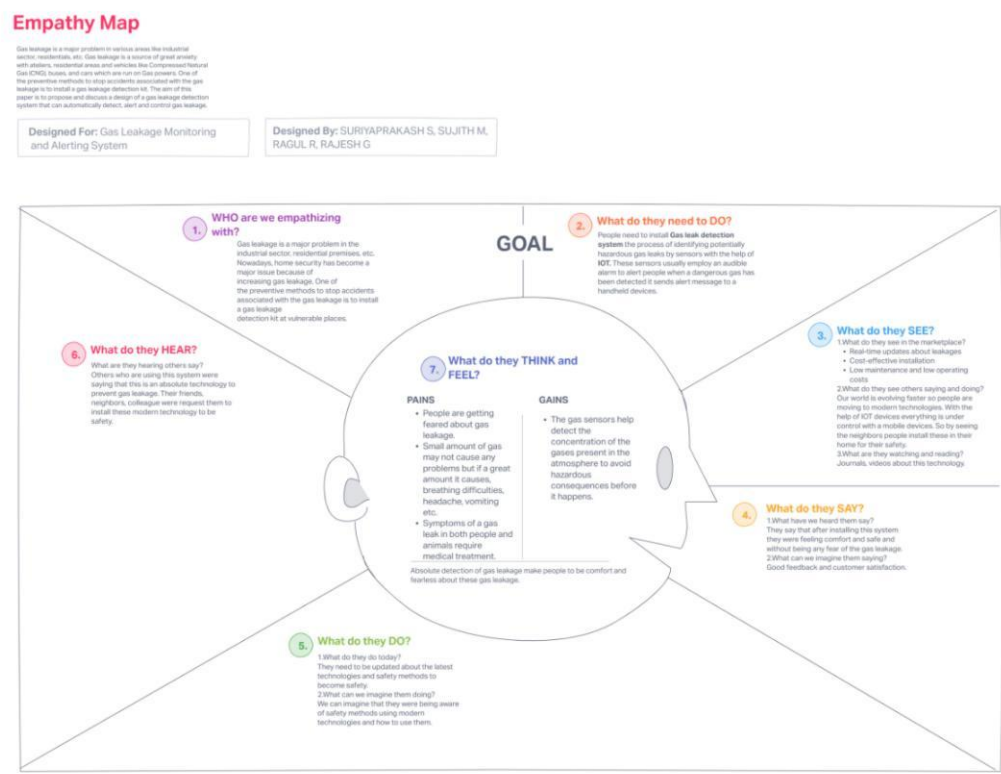 Empathy Map
Gas leakage is a major problem in various areas like industrial
sector, residentials, etc. Gas leakage is a source of great anxiety
with ateliers, residential areas and vehicles like Compressed Natural
Gas (CNG), buses, and cars which are run on Gas powers. One of
the preventive methods to stop accidents associated with the gas
leakage is to install a gas leakage detection kit. The aim of this
paper is to propose and discuss a design of a gas leakage detection
system that can automatically detect, alert and control gas leakage.
Designed For: Gas Leakage Monitoring
and Alerting System
Designed By: SURIYAPRAKASH S, SUJITH M,
RAGUL R, RAJESH G
GOAL
1.
WHO are we empathizing
with?
Gas leakage is a major problem in the
industrial sector, residential premises, etc.
Nowadays, home security has become a
major issue because of
increasing gas leakage. One of
the preventive methods to stop accidents
associated with the gas leakage is to install
a gas leakage
detection kit at vulnerable places.
2.
What do they need to DO?
People need to install Gas leak detection
system the process of identifying potentially
hazardous gas leaks by sensors with the help of
IOT. These sensors usually employ an audible
alarm to alert people when a dangerous gas has
been detected it sends alert message to a
handheld devices.
3.
What do they SEE?
1.What do they see in the marketplace?
• Real-time updates about leakages
• Cost-effective installation
• Low maintenance and low operating
costs
2.What do they see others saying and doing?
Our world is evolving faster so people are
moving to modern technologies. With the
help of IOT devices everything is under
control with a mobile devices. So by seeing
the neighbors people install these in their
home for their safety.
3.What are they watching and reading?
Journals, videos about this technology.
4.
What do they SAY?
1.What have we heard them say?
They say that after installing this system
they were feeling comfort and safe and
without being any fear of the gas leakage.
2.What can we imagine them saying?
Good feedback and customer satisfaction.
5.
What do they DO?
1.What do they do today?
They need to be updated about the latest
technologies and safety methods to
become safety.
2.What can we imagine them doing?
We can imagine that they were being aware
of safety methods using modern
technologies and how to use them.
6.
What do they HEAR?
What are they hearing others say?
Others who are using this system were
saying that this is an absolute technology to
prevent gas leakage. Their friends,
neighbors, colleague were request them to
install these modern technology to be
safety.
7.
What do they THINK and
FEEL?
PAINS
• People are getting
feared about gas
leakage.
• Small amount of gas
may not cause any
problems but if a great
amount it causes,
breathing difficulties,
headache, vomiting
etc.
• Symptoms of a gas
leak in both people and
animals require
medical treatment.
GAINS
• The gas sensors help
detect the
concentration of the
gases present in the
atmosphere to avoid
hazardous
consequences before
it happens.
Absolute detection of gas leakage make people to be comfort and
fearless about these gas leakage.